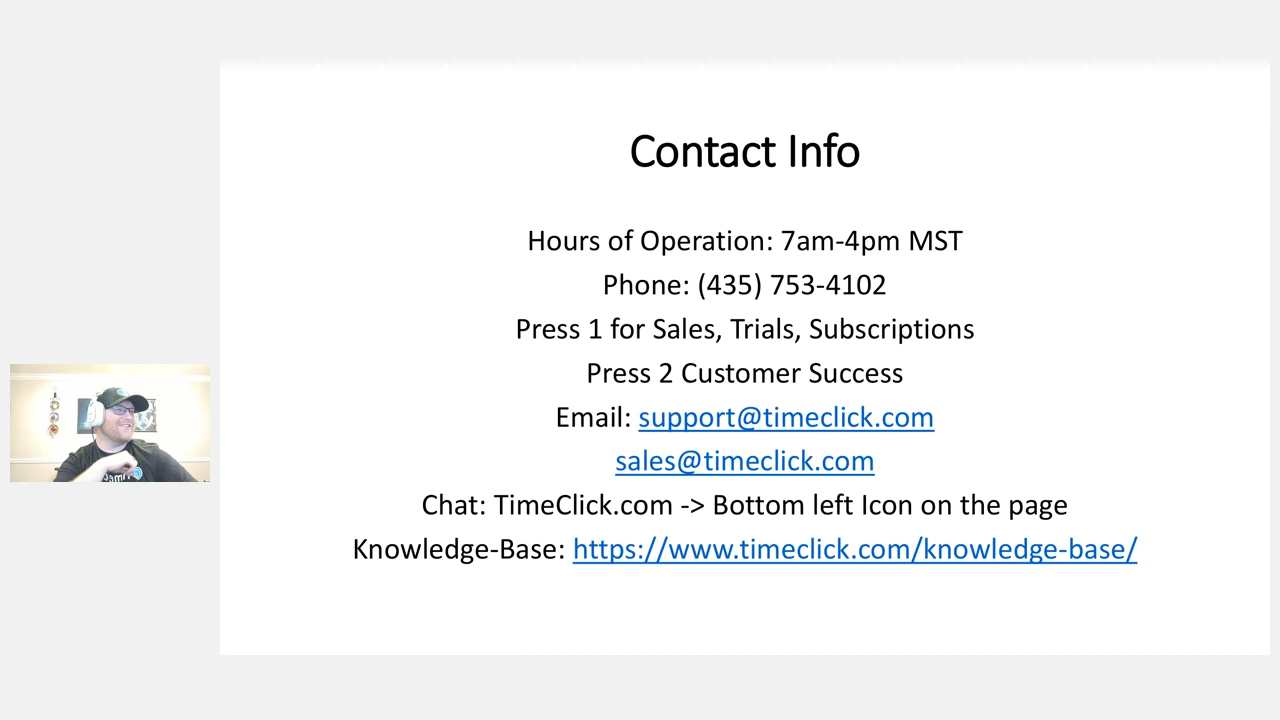 Contact Info
Hours of Operation: 7am-4pm MST
Phone: (435) 753-4102
Press 1 for Sales, Trials, Subscriptions
Press 2 Customer Success
Email: support@timeclick.com
sales@timeclick.com
Chat: TimeClick.com -> Bottom left Icon on the page
Knowledge-Base: https://www.timeclick.com/knowledge-base/